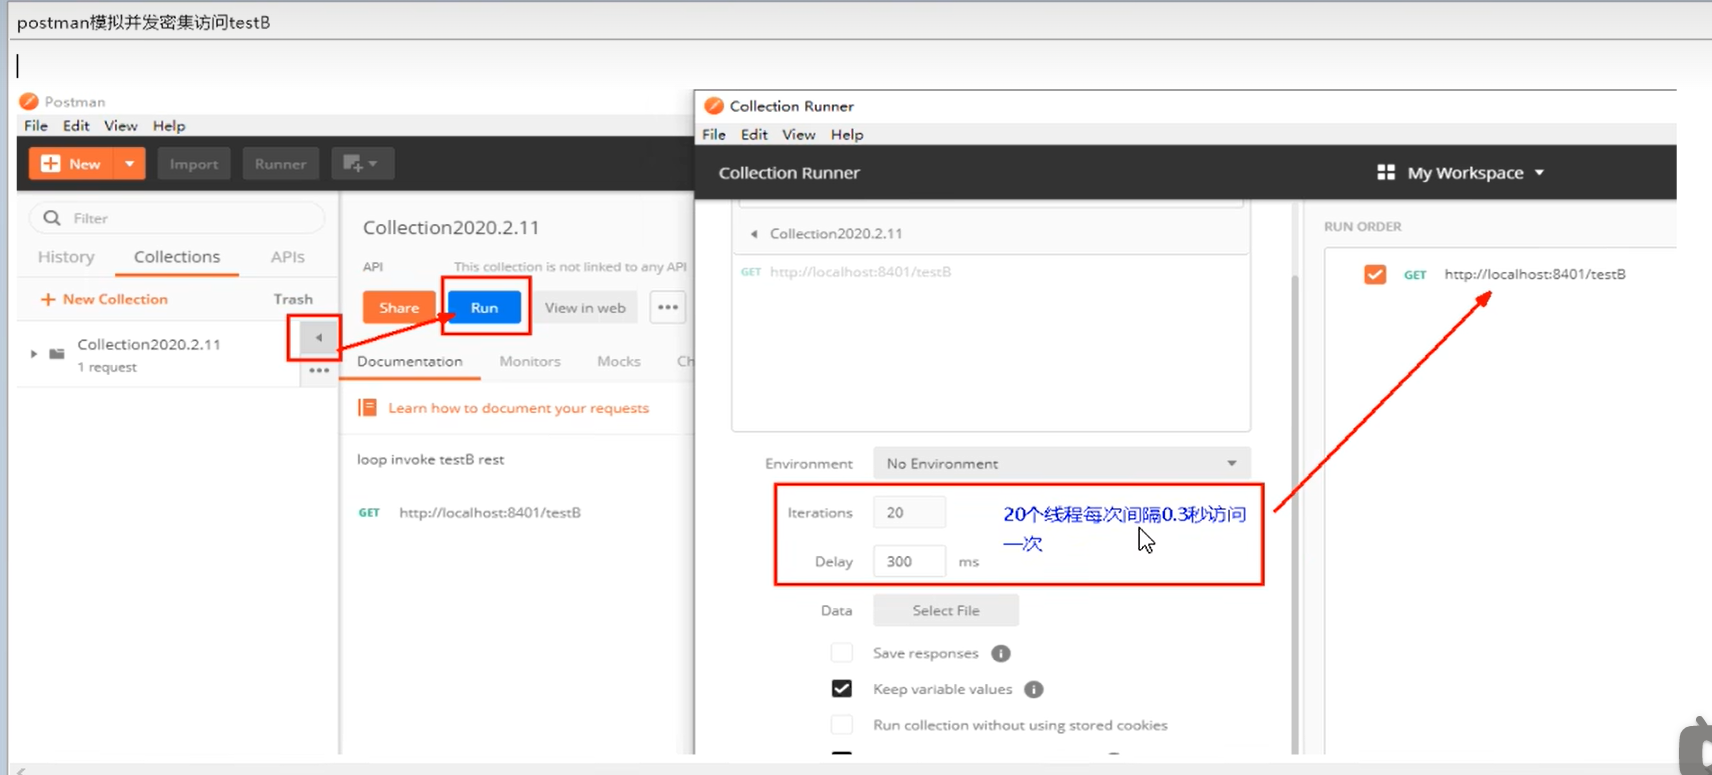 postman模拟并发密集访问testB
Postman
File Edit View Help
New Import Runner
Filter
History Collections APIs
New Collection Trash
Collection2020.2.11
1 request
Collection2020.2.11
API This collection is not linked to any API
Share Run View in web
Documentation Monitors Mocks Ch
Learn how to document your requests
loop invoke testB rest
GET http://localhost:8401/testB
Collection Runner
File Edit View Help
Collection Runner My Workspace
Collection2020.2.11
GET http://localhost:8401/testB
Environment No Environment
Iterations 20
Delay 300 ms
20个线程每次间隔0.3秒访问
一次
Data Select File
Save responses
Keep variable values
Run collection without using stored cookies
RUN ORDER
GET http://localhost:8401/testB